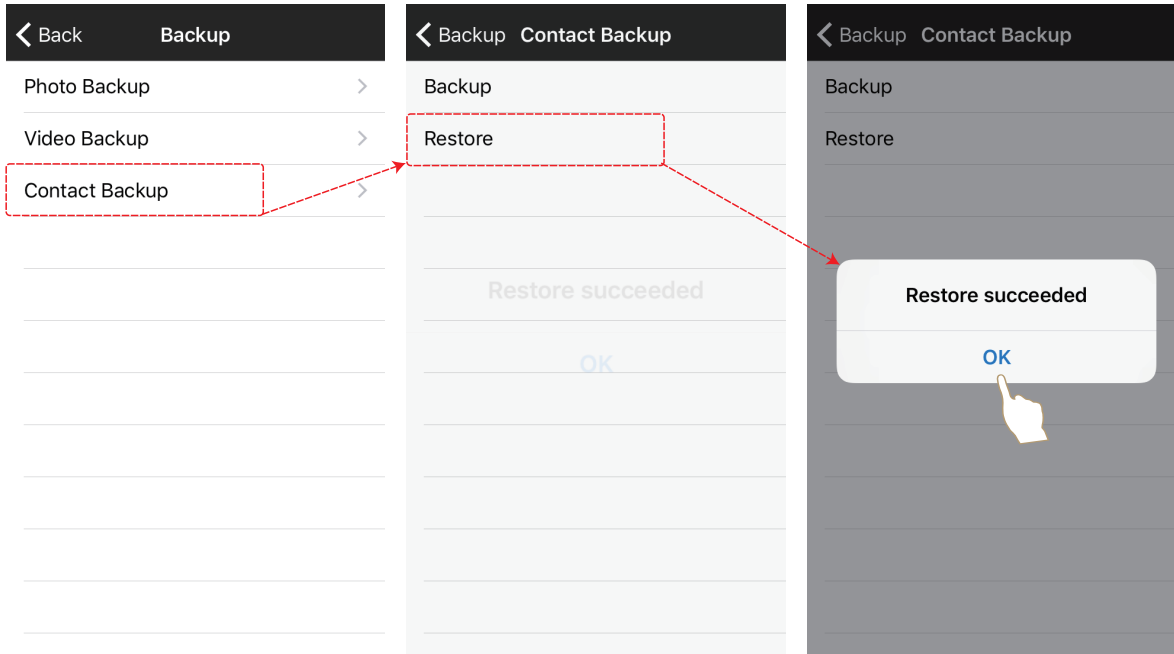 Back Backup
Photo Backup
Video Backup
Contact Backup
Backup Contact Backup
Backup
Restore
Restore succeeded
OK
Backup Contact Backup
Backup
Restore
Restore succeeded
OK